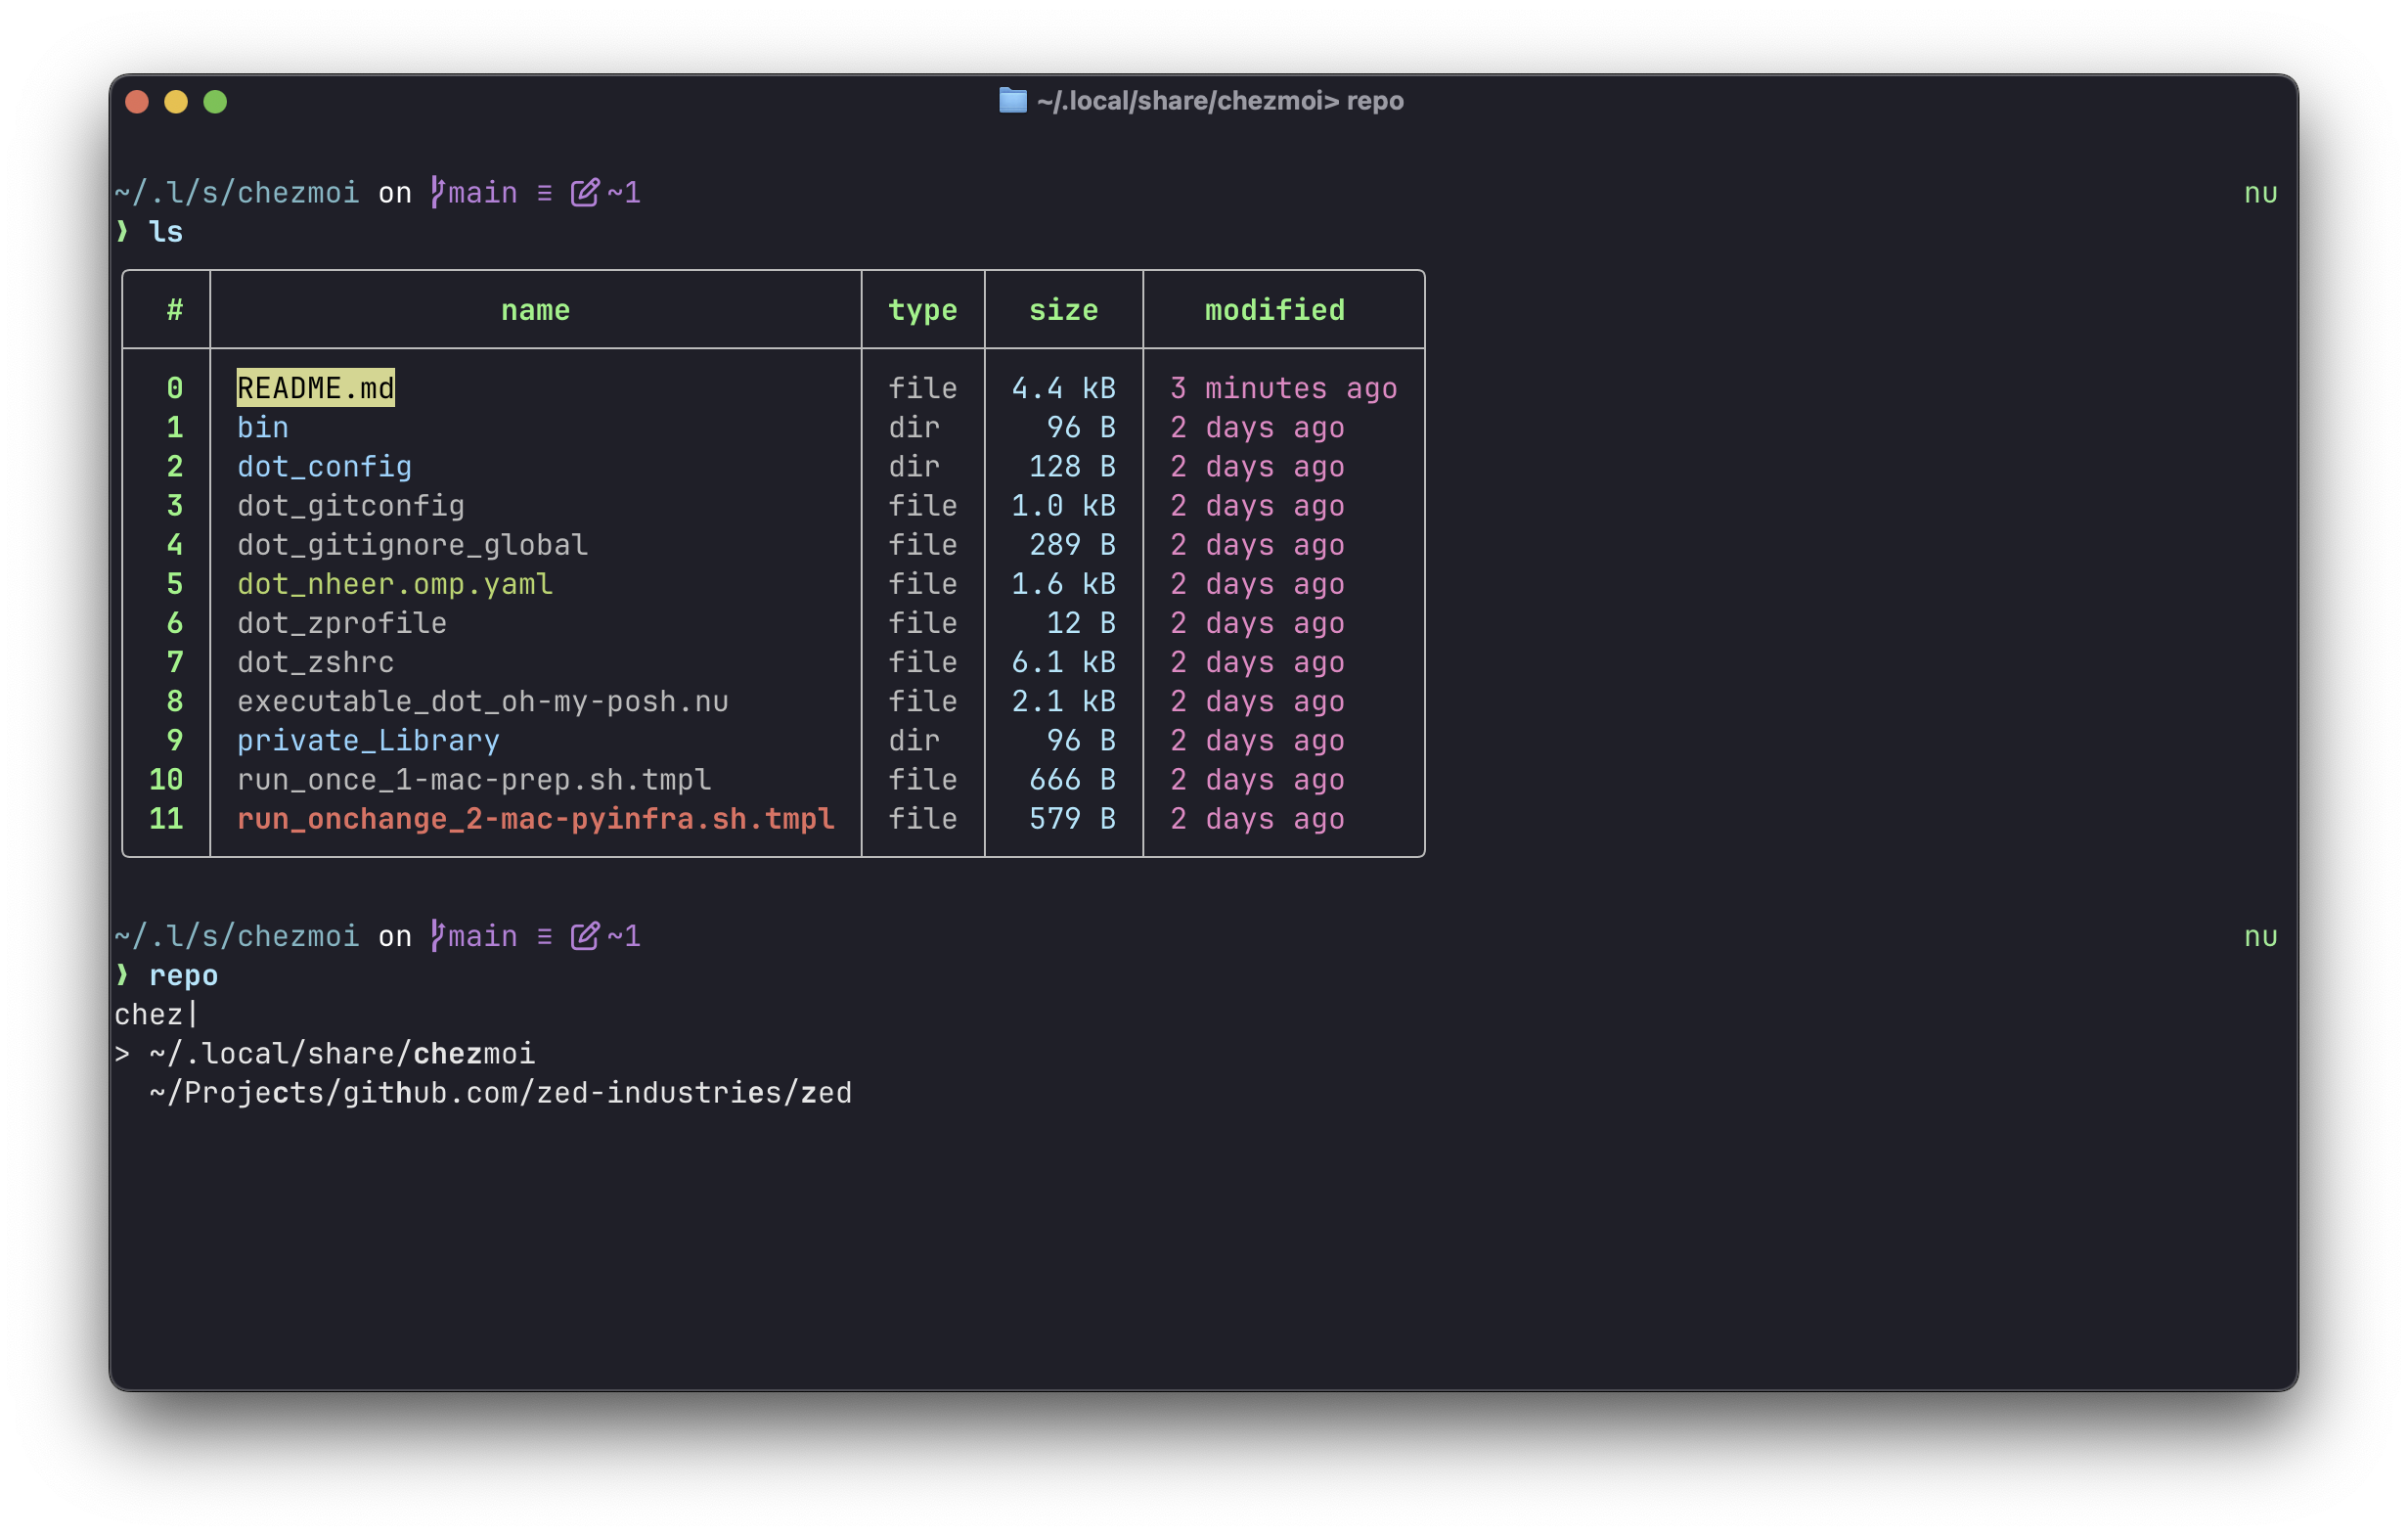 ~/.local/share/chezmoi> repo
~/.l/s/chezmoi on main ≡ ~1 nu
❯ ls
# name type size modified
0 README.md file 4.4 kB 3 minutes ago
1 bin dir 96 B 2 days ago
2 dot_config dir 128 B 2 days ago
3 dot_gitconfig file 1.0 kB 2 days ago
4 dot_gitignore_global file 289 B 2 days ago
5 dot_nheer.omp.yaml file 1.6 kB 2 days ago
6 dot_zprofile file 12 B 2 days ago
7 dot_zshrc file 6.1 kB 2 days ago
8 executable_dot_oh-my-posh.nu file 2.1 kB 2 days ago
9 private_Library dir 96 B 2 days ago
10 run_once_1-mac-prep.sh.tmpl file 666 B 2 days ago
11 run_onchange_2-mac-pyinfra.sh.tmpl file 579 B 2 days ago
~/.l/s/chezmoi on main ≡ ~1 nu
❯ repo
chez|
> ~/.local/share/chezmoi
~/Projects/github.com/zed-industries/zed